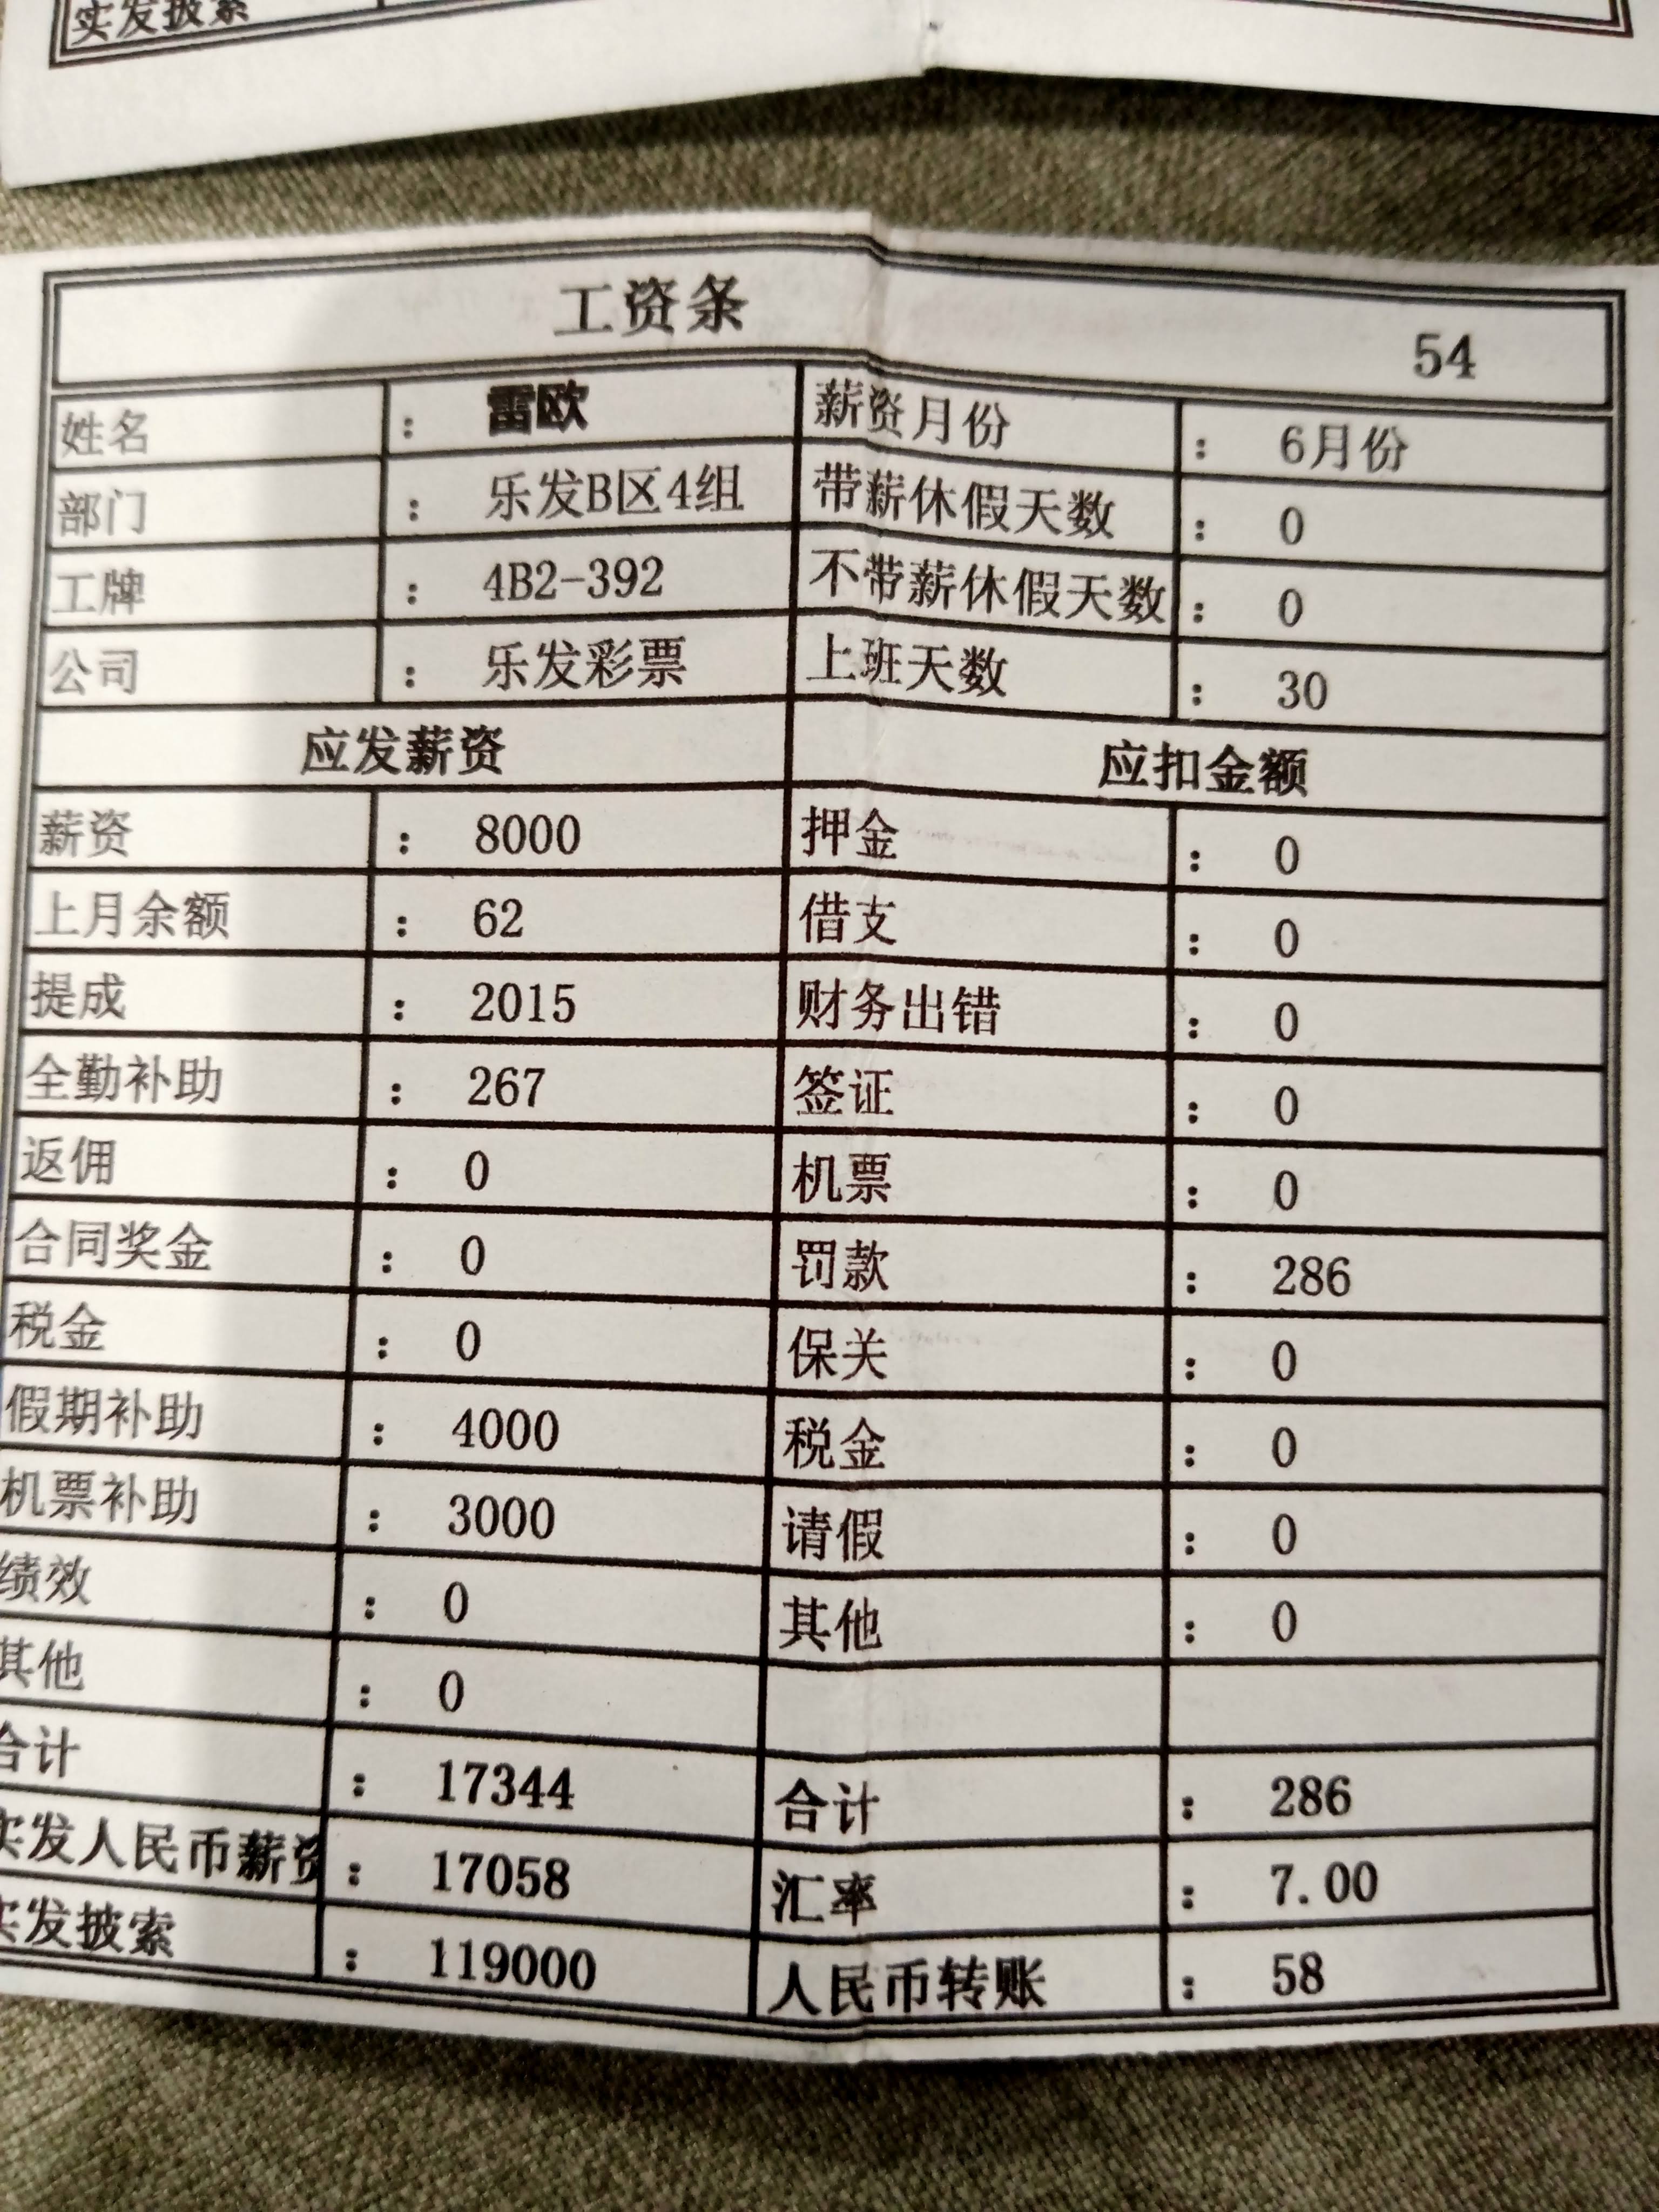 实发披索
工资条 54
姓名 : 雷欧 薪资月份 : 6月份
部门 : 乐发B区4组 带薪休假天数 : 0
工牌 : 4B2-392 不带薪休假天数 : 0
公司 : 乐发彩票 上班天数 : 30
应发薪资 应扣金额
薪资 : 8000 押金 : 0
上月余额 : 62 借支 : 0
提成 : 2015 财务出错 : 0
全勤补助 : 267 签证 : 0
返佣 : 0 机票 : 0
合同奖金 : 0 罚款 : 286
税金 : 0 保关 : 0
假期补助 : 4000 税金 : 0
机票补助 : 3000 请假 : 0
绩效 : 0 其他 : 0
其他 : 0
合计 : 17344 合计 : 286
实发人民币薪资 : 17058 汇率 : 7.00
实发披索 : 119000 人民币转账 : 58